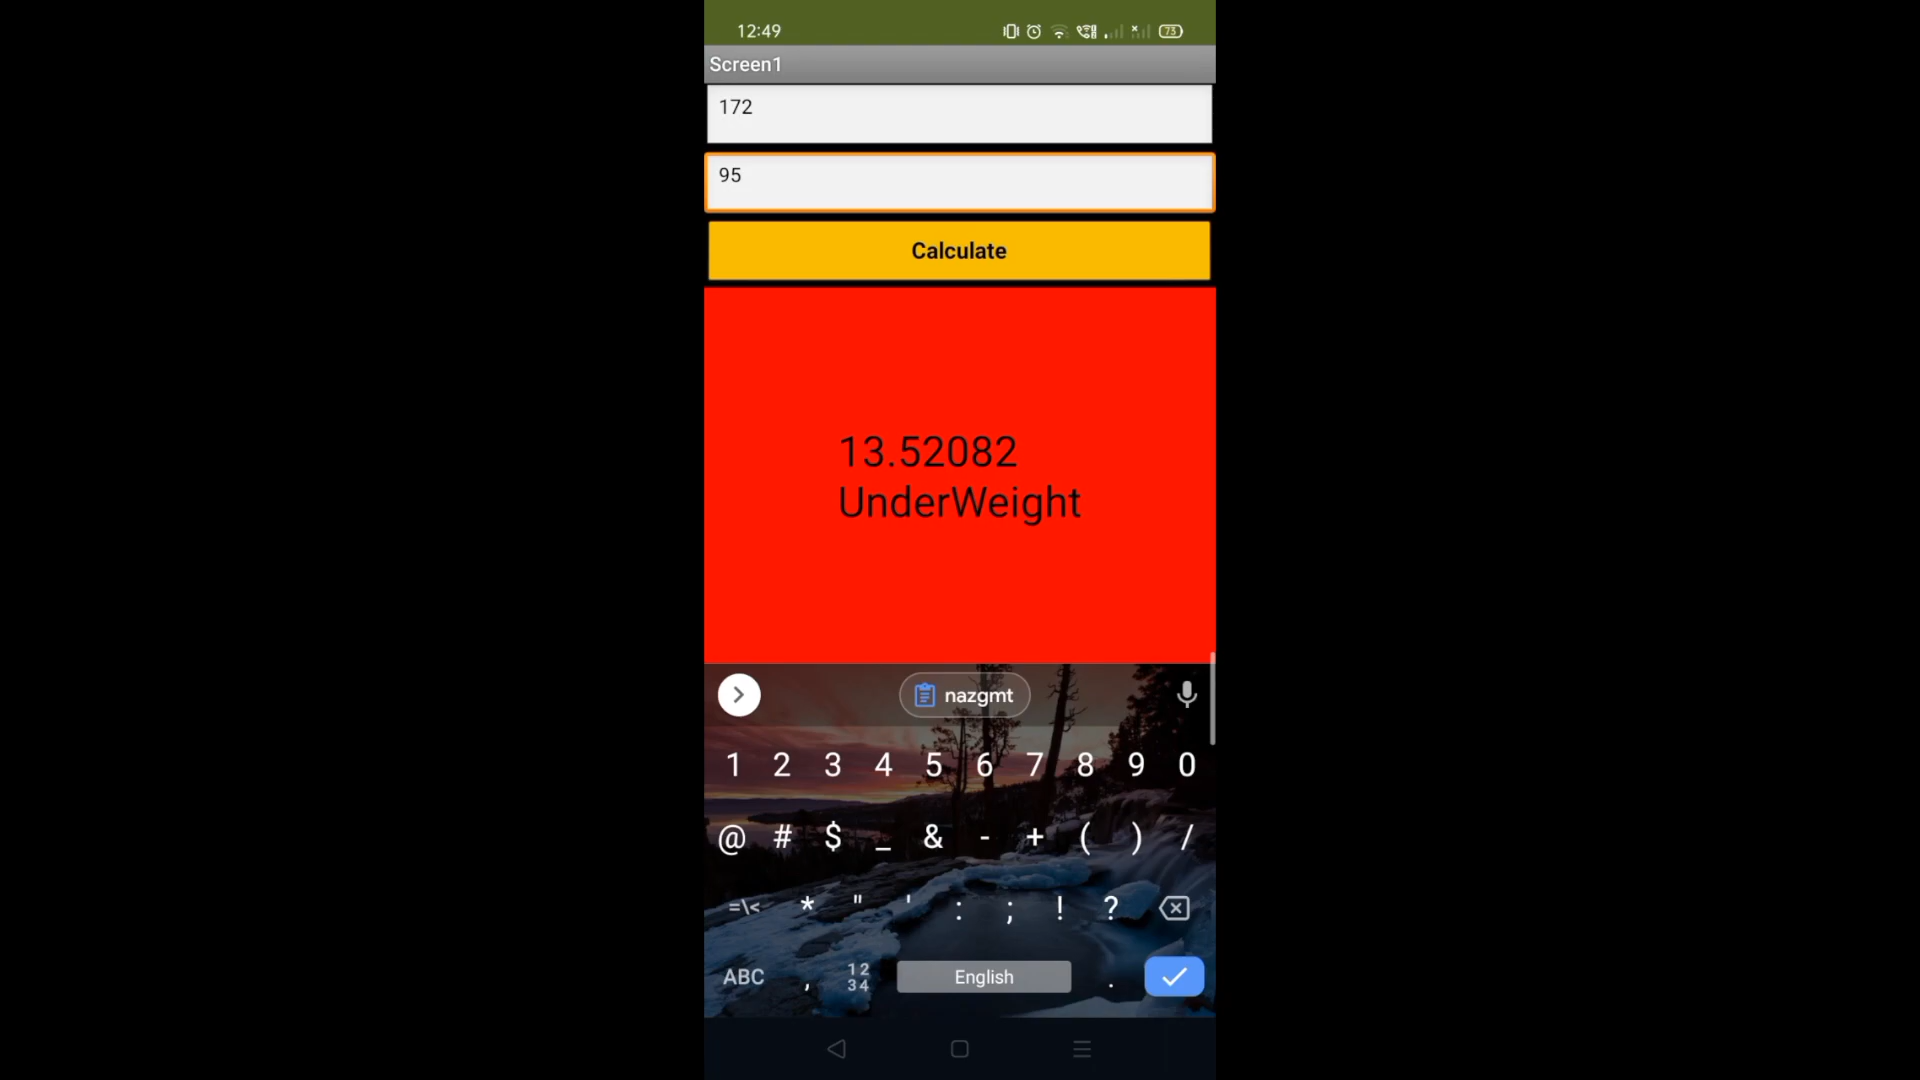 12:49
73
Screen1
172
95
Calculate
13.52082
UnderWeight
nazgmt
1 2 3 4 5 6 7 8 9 0
@ # $ _ & - + ( ) /
=\< * " ' : ; ! ?
ABC , 12 34 English .